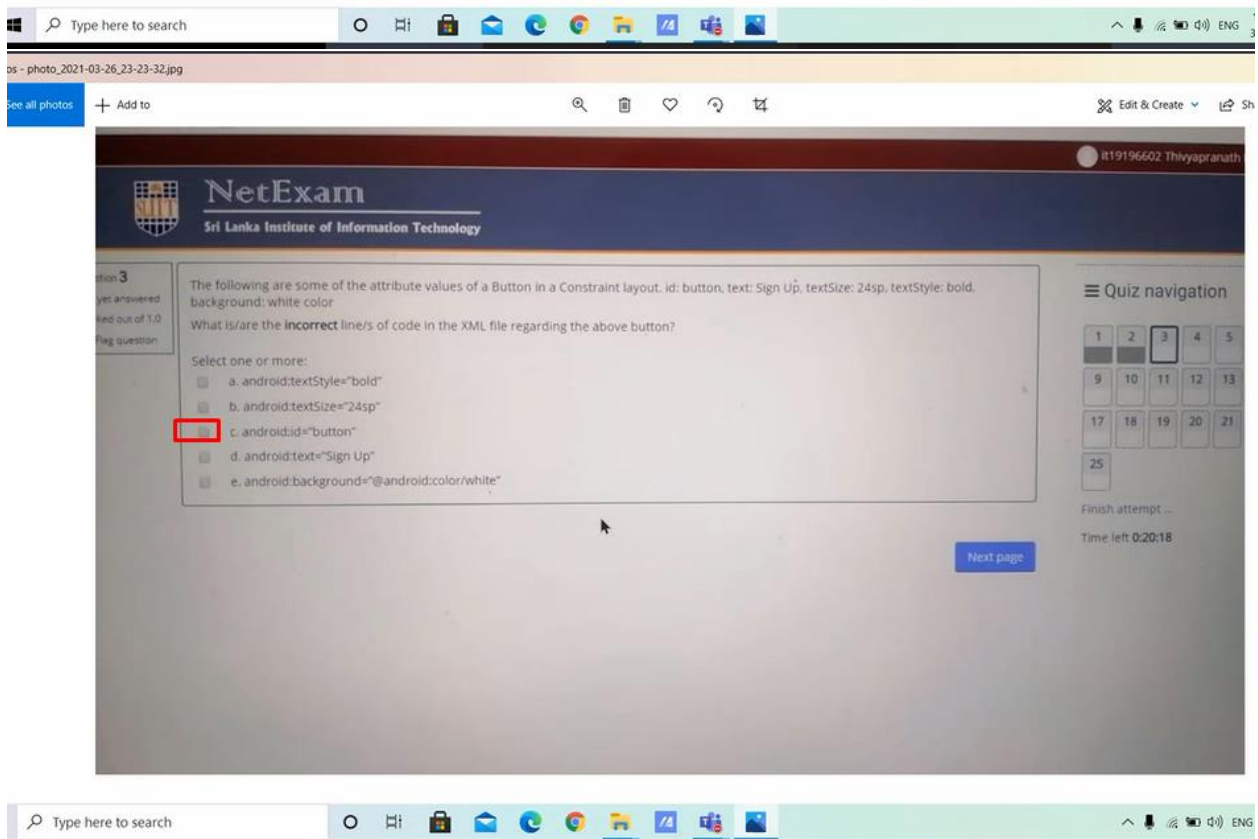 Type here to search
ENG
os - photo_2021-03-26_23-23-32.jpg
See all photos
Add to
Edit & Create
Sh
it19196602 Thivyapranath
SLIIT
NetExam
Sri Lanka Institute of Information Technology
stion 3
yet answered
ked out of 1.0
Flag question
The following are some of the attribute values of a Button in a Constraint layout. id: button, text: Sign Up, textSize: 24sp, textStyle: bold.
background: white color
What is/are the incorrect line/s of code in the XML file regarding the above button?
Select one or more:
a. android:textStyle="bold"
b. android:textSize="24sp"
c. android:id="button"
d. android:text="Sign Up"
e. android:background="@android:color/white"
Next page
Quiz navigation
1 2 3 4 5
9 10 11 12 13
17 18 19 20 21
25
Finish attempt ...
Time left 0:20:18
Type here to search
ENG